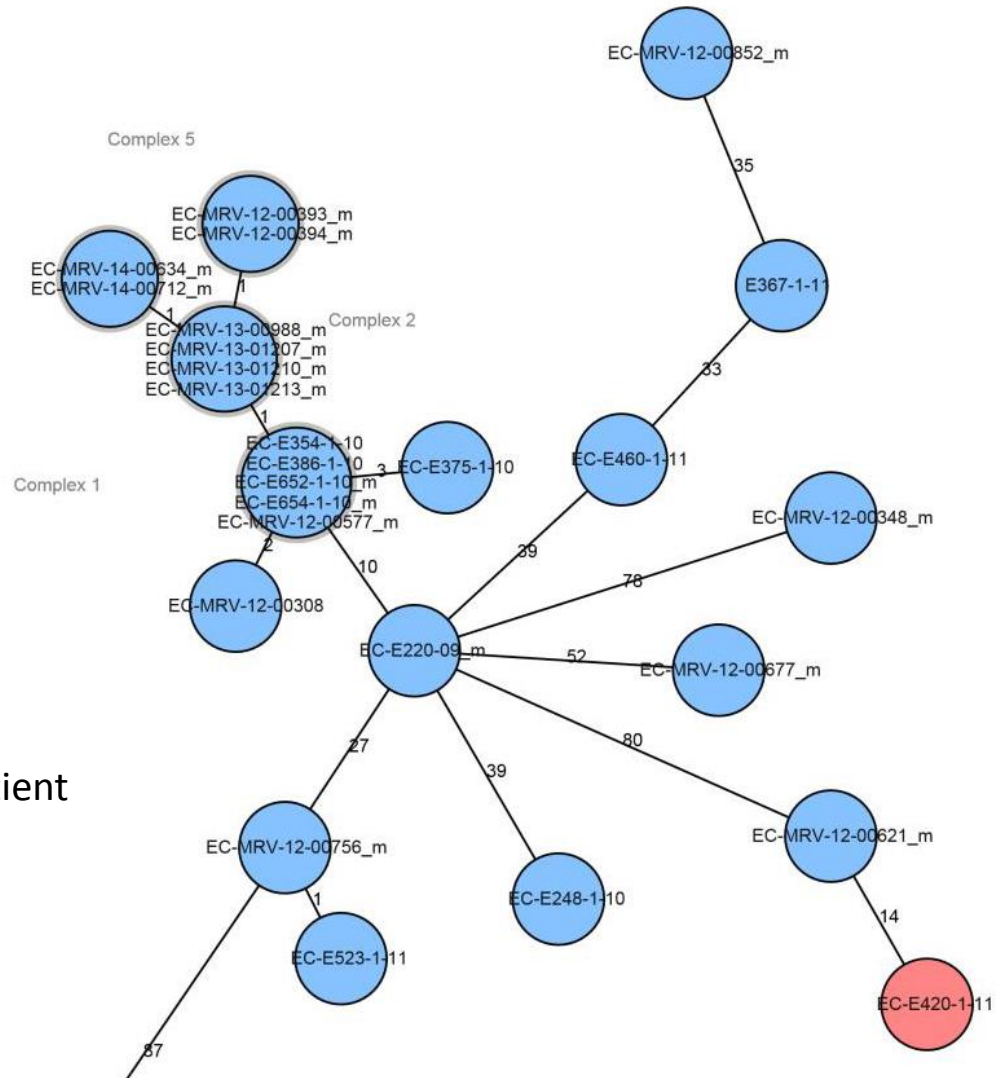 EC-MRV-12-00852_m
35
Complex 5
EC-MRV-12-00393_m
EC-MRV-12-00394_m
EC-MRV-14-00634_m
EC-MRV-14-00712_m
1
1
E367-1-11
EC-MRV-13-00988_m
EC-MRV-13-01207_m
EC-MRV-13-01210_m
EC-MRV-13-01213_m
Complex 2
33
1
EC-E354-1-10
EC-E386-1-10
EC-E652-1-10_m
EC-E654-1-10_m
EC-MRV-12-00577_m
3
EC-E375-1-10
EC-E460-1-11
Complex 1
EC-MRV-12-00348_m
2
10
39
78
EC-MRV-12-00308
EC-E220-09_m
52
EC-MRV-12-00677_m
27
39
80
ient
EC-MRV-12-00756_m
EC-MRV-12-00621_m
1
EC-E248-1-10
14
EC-E523-1-11
EC-E420-1-11
87